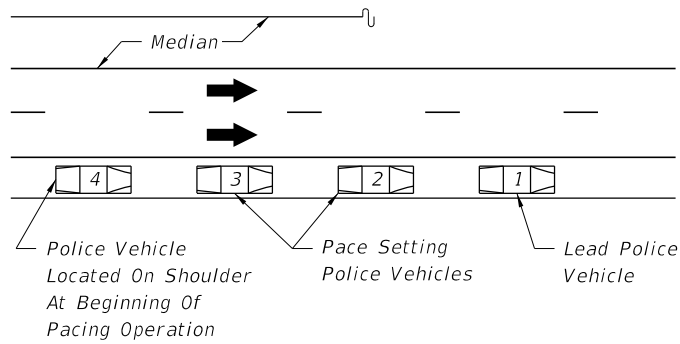 Median
4
3
2
1
Police Vehicle
Located On Shoulder
At Beginning Of
Pacing Operation
Pace Setting
Police Vehicles
Lead Police
Vehicle